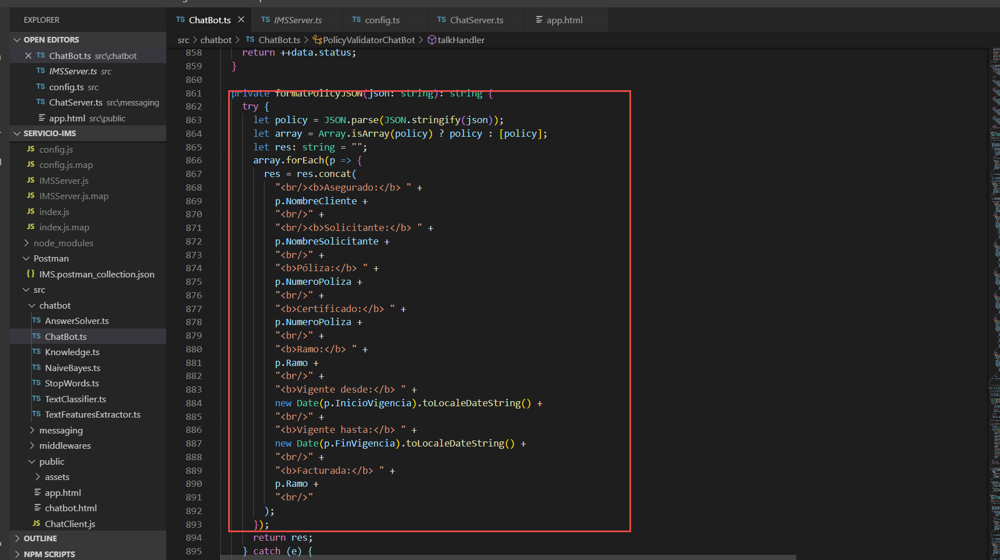 EXPLORER
OPEN EDITORS
TS ChatBot.ts src\chatbot
TS IMSServer.ts src
TS config.ts src
TS ChatServer.ts src\messaging
app.html src\public
SERVICIO-IMS
JS config.js
JS config.js.map
JS IMSServer.js
JS IMSServer.js.map
JS index.js
JS index.js.map
node_modules
Postman
{} IMS.postman_collection.json
src
chatbot
TS AnswerSolver.ts
TS ChatBot.ts
TS Knowledge.ts
TS NaiveBayes.ts
TS StopWords.ts
TS TextClassifier.ts
TS TextFeaturesExtractor.ts
messaging
middlewares
public
assets
app.html
chatbot.html
JS ChatClient.js
OUTLINE
NPM SCRIPTS
TS ChatBot.ts TS IMSServer.ts TS config.ts TS ChatServer.ts app.html
src > chatbot > TS ChatBot.ts > PolicyValidatorChatBot > talkHandler
858 return ++data.status;
859 }
860
861 private formatPolicyJSON(json: string): string {
862 try {
863 let policy = JSON.parse(JSON.stringify(json));
864 let array = Array.isArray(policy) ? policy : [policy];
865 let res: string = "";
866 array.forEach(p => {
867 res = res.concat(
868 "<br/><b>Asegurado:</b> " +
869 p.NombreCliente +
870 "<br/>" +
871 "<br/><b>Solicitante:</b> " +
872 p.NombreSolicitante +
873 "<br/>" +
874 "<b>Póliza:</b> " +
875 p.NumeroPoliza +
876 "<br/>" +
877 "<b>Certificado:</b> " +
878 p.NumeroPoliza +
879 "<br/>" +
880 "<b>Ramo:</b> " +
881 p.Ramo +
882 "<br/>" +
883 "<b>Vigente desde:</b> " +
884 new Date(p.InicioVigencia).toLocaleDateString() +
885 "<br/>" +
886 "<b>Vigente hasta:</b> " +
887 new Date(p.FinVigencia).toLocaleDateString() +
888 "<br/>" +
889 "<b>Facturada:</b> " +
890 p.Ramo +
891 "<br/>"
892 );
893 });
894 return res;
895 } catch (e) {